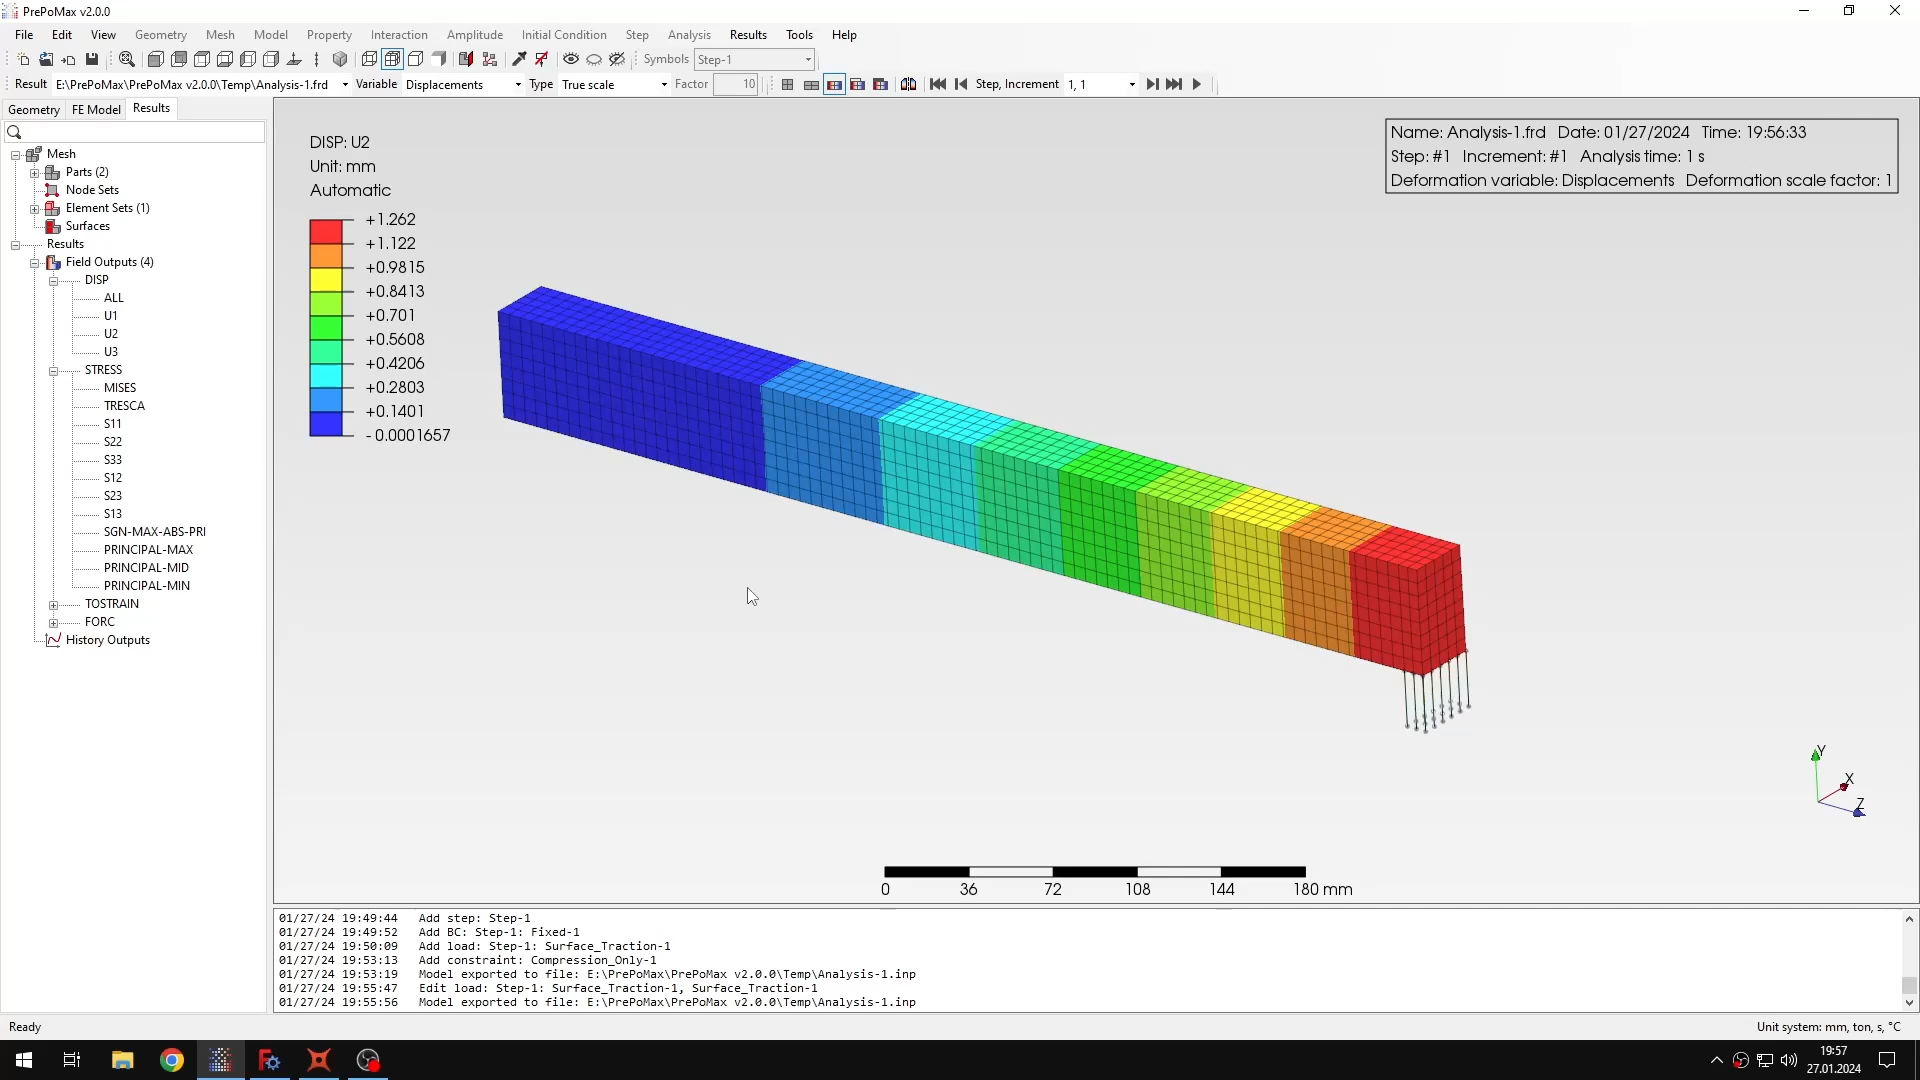 PrePoMax v2.0.0
File Edit View Geometry Mesh Model Property Interaction Amplitude Initial Condition Step Analysis Results Tools Help
Symbols Step-1
Result E:\PrePoMax\PrePoMax v2.0.0\Temp\Analysis-1.frd Variable Displacements Type True scale Factor 10 Step, Increment 1, 1
Geometry FE Model Results
Mesh
Parts (2)
Node Sets
Element Sets (1)
Surfaces
Results
Field Outputs (4)
DISP
ALL
U1
U2
U3
STRESS
MISES
TRESCA
S11
S22
S33
S12
S23
S13
SGN-MAX-ABS-PRI
PRINCIPAL-MAX
PRINCIPAL-MID
PRINCIPAL-MIN
TOSTRAIN
FORC
History Outputs
DISP: U2
Unit: mm
Automatic
+1.262
+1.122
+0.9815
+0.8413
+0.701
+0.5608
+0.4206
+0.2803
+0.1401
- 0.0001657
Name: Analysis-1.frd Date: 01/27/2024 Time: 19:56:33
Step: #1 Increment: #1 Analysis time: 1 s
Deformation variable: Displacements Deformation scale factor: 1
Y
X
Z
0 36 72 108 144 180 mm
01/27/24 19:49:44 Add step: Step-1
01/27/24 19:49:52 Add BC: Step-1: Fixed-1
01/27/24 19:50:09 Add load: Step-1: Surface_Traction-1
01/27/24 19:53:13 Add constraint: Compression_Only-1
01/27/24 19:53:19 Model exported to file: E:\PrePoMax\PrePoMax v2.0.0\Temp\Analysis-1.inp
01/27/24 19:55:47 Edit load: Step-1: Surface_Traction-1, Surface_Traction-1
01/27/24 19:55:56 Model exported to file: E:\PrePoMax\PrePoMax v2.0.0\Temp\Analysis-1.inp
Ready
Unit system: mm, ton, s, °C
19:57
27.01.2024